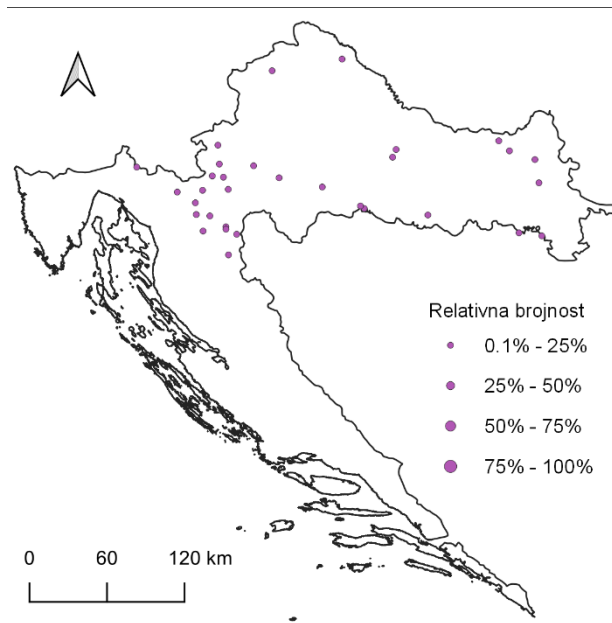 Relativna brojnost
0.1% - 25%
25% - 50%
50% - 75%
75% - 100%
0 60 120 km